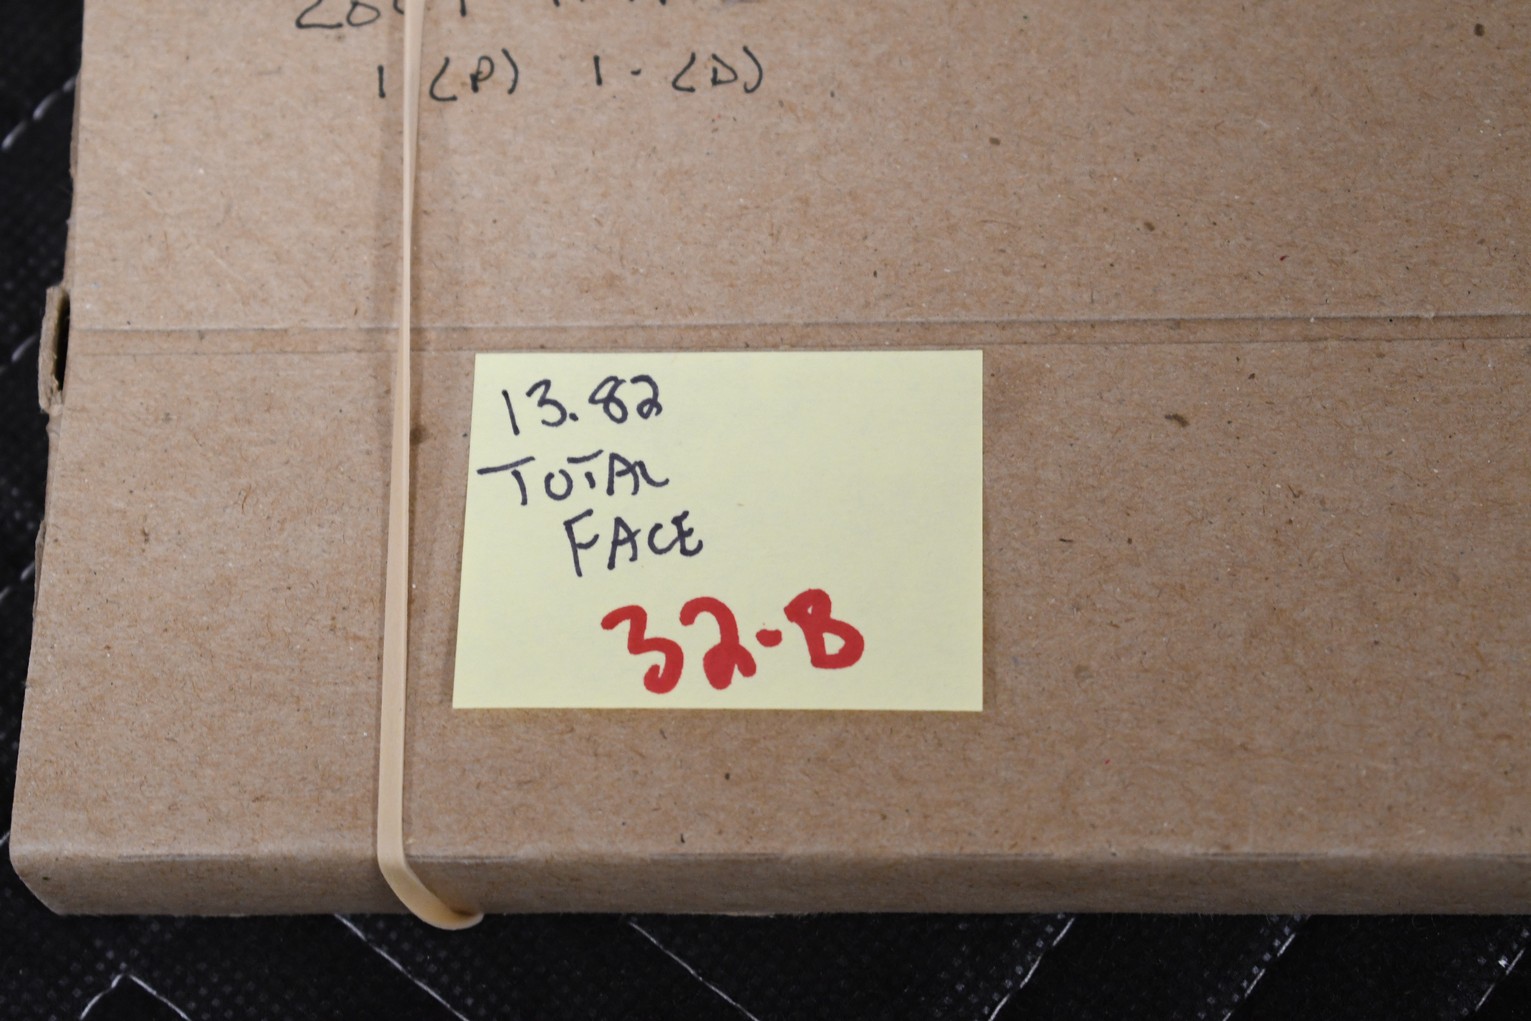 1 (P) 1-(D)
13.82
TOTAL
FACE
32-B